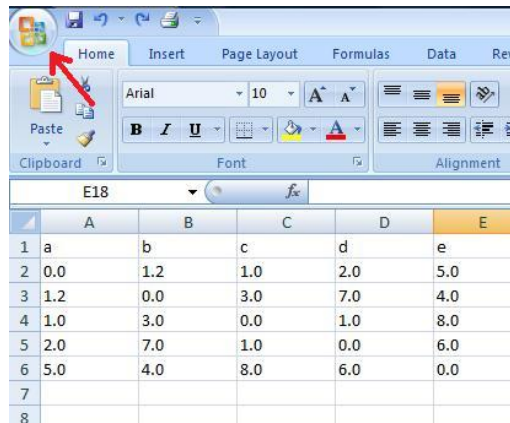 Home Insert Page Layout Formulas Data Re
Arial 10 A A
Paste B I U A
Clipboard Font Alignment
E18 fx
A B C D E
1 a b c d e
2 0.0 1.2 1.0 2.0 5.0
3 1.2 0.0 3.0 7.0 4.0
4 1.0 3.0 0.0 1.0 8.0
5 2.0 7.0 1.0 0.0 6.0
6 5.0 4.0 8.0 6.0 0.0
7
8